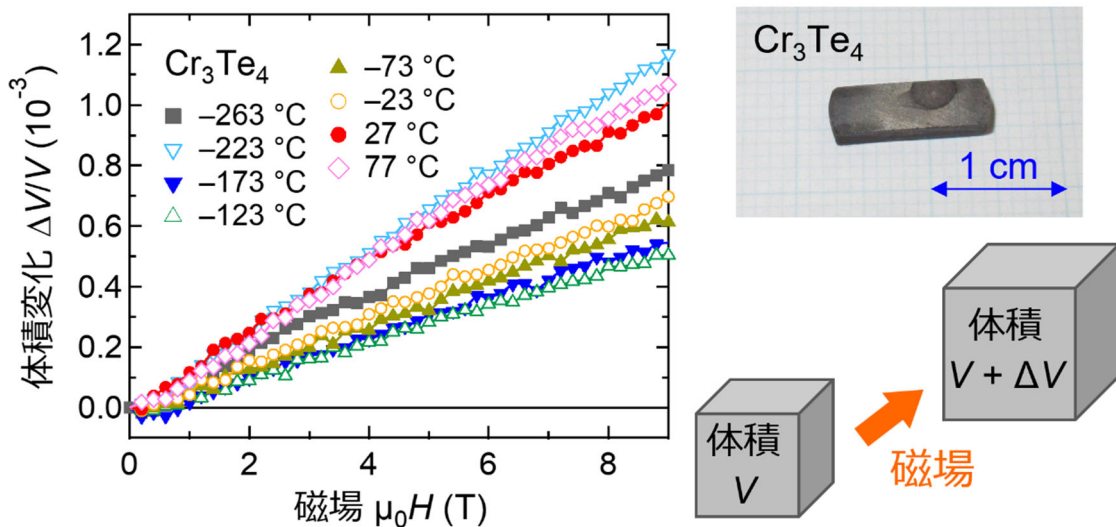 体積変化 ΔV/V (10⁻³)
1.2
1.0
0.8
0.6
0.4
0.2
0.0
Cr₃Te₄
–263 °C
–223 °C
–173 °C
–123 °C
–73 °C
–23 °C
27 °C
77 °C
0
2
4
6
8
磁場 μ₀H (T)
Cr₃Te₄
1 cm
体積
V
磁場
体積
V + ΔV